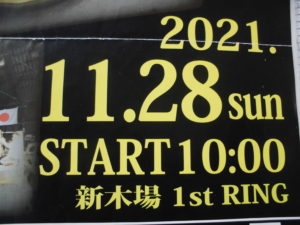 2021.
11.28 sun
START 10:00
新木場 1st RING